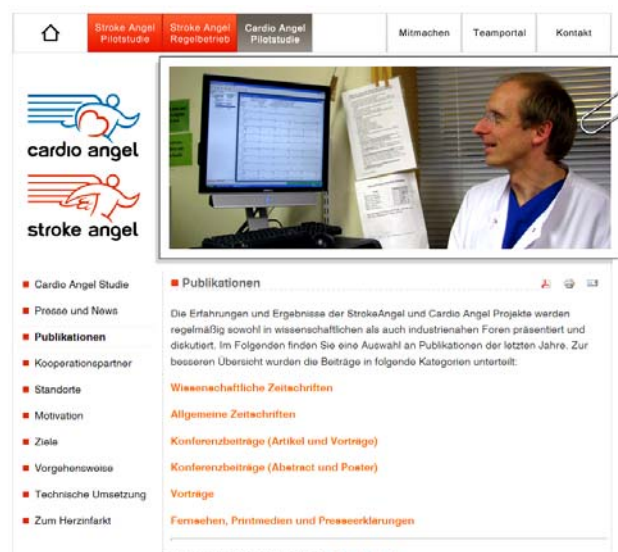 Stroke Angel
Pilotstudie
Stroke Angel
Regelbetrieb
Cardio Angel
Pilotstudie
Mitmachen
Teamportal
Kontakt
cardio angel
stroke angel
Cardio Angel Studie
Presse und News
Publikationen
Kooperationspartner
Standorte
Motivation
Ziele
Vorgehensweise
Technische Umsetzung
Zum Herzinfarkt
Publikationen
Die Erfahrungen und Ergebnisse der StrokeAngel und Cardio Angel Projekte werden
regelmäßig sowohl in wissenschaftlichen als auch industrienahen Foren präsentiert und
diskutiert. Im Folgenden finden Sie eine Auswahl an Publikationen der letzten Jahre. Zur
besseren Übersicht wurden die Beiträge in folgende Kategorien unterteilt:
Wissenschaftliche Zeitschriften
Allgemeine Zeitschriften
Konferenzbeiträge (Artikel und Vorträge)
Konferenzbeiträge (Abstract und Poster)
Vorträge
Fernsehen, Printmedien und Presseerklärungen